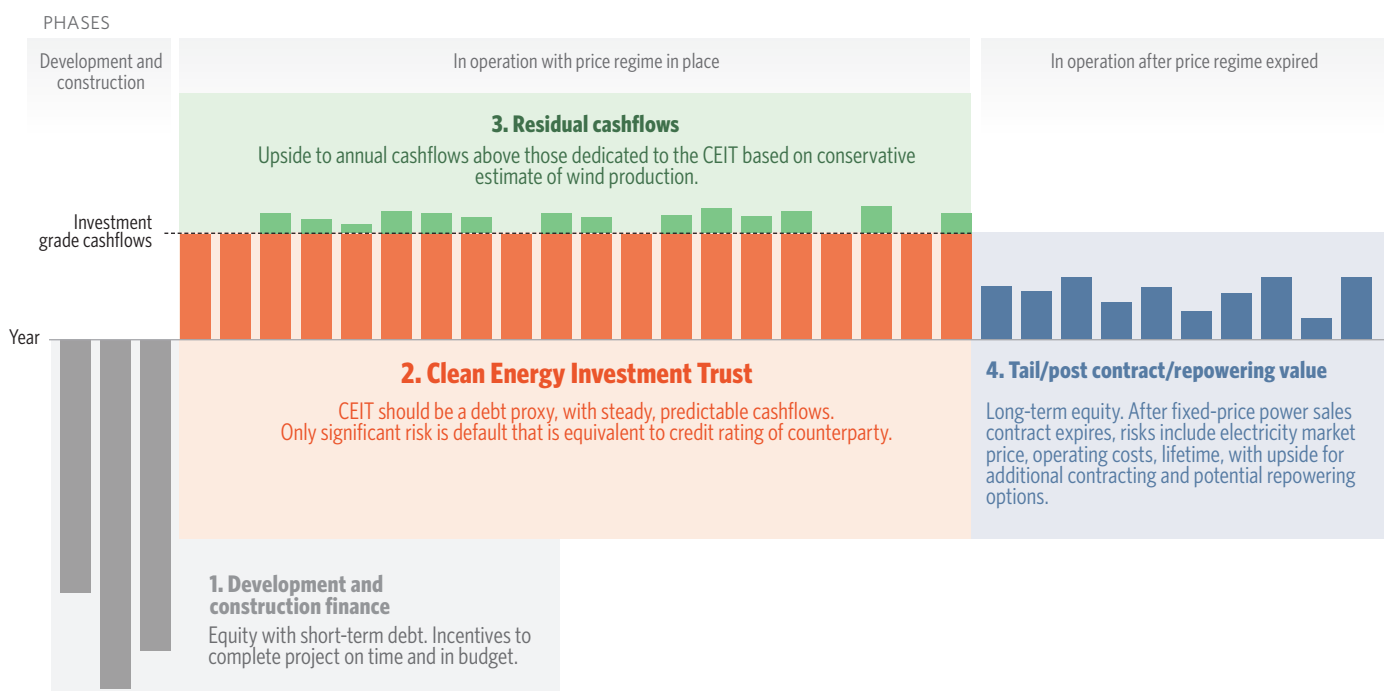 PHASES
Development and
construction
In operation with price regime in place
In operation after price regime expired
3. Residual cashflows
Upside to annual cashflows above those dedicated to the CEIT based on conservative
estimate of wind production.
Investment
grade cashflows
Year
2. Clean Energy Investment Trust
CEIT should be a debt proxy, with steady, predictable cashflows.
Only significant risk is default that is equivalent to credit rating of counterparty.
4. Tail/post contract/repowering value
Long-term equity. After fixed-price power sales
contract expires, risks include electricity market
price, operating costs, lifetime, with upside for
additional contracting and potential repowering
options.
1. Development and
construction finance
Equity with short-term debt. Incentives to
complete project on time and in budget.